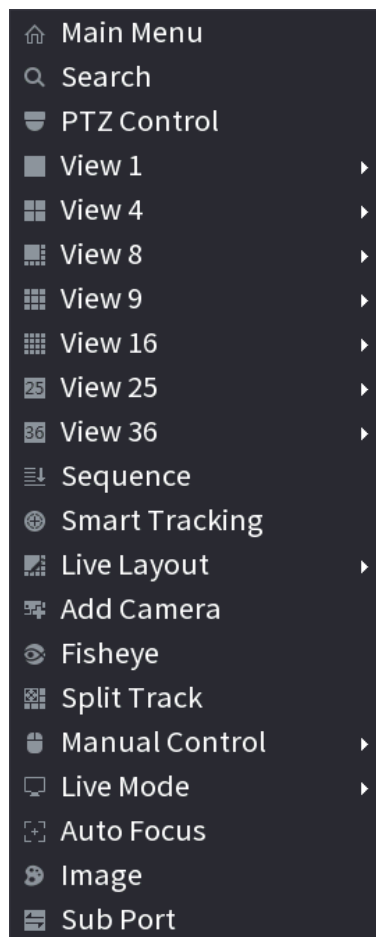 Main Menu
Search
PTZ Control
View 1
View 4
View 8
View 9
View 16
25 View 25
36 View 36
Sequence
Smart Tracking
Live Layout
Add Camera
Fisheye
Split Track
Manual Control
Live Mode
Auto Focus
Image
Sub Port